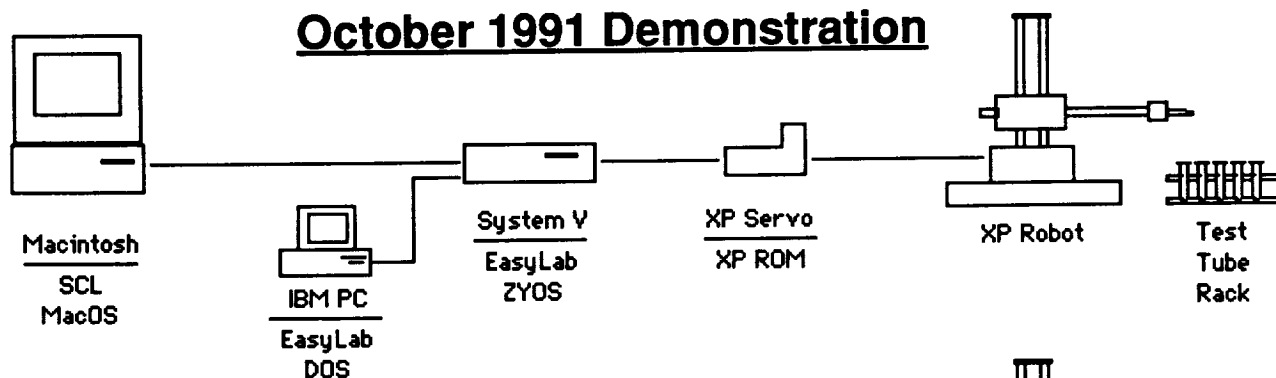 October 1991 Demonstration
Macintosh
SCL
MacOS
IBM PC
EasyLab
DOS
System V
EasyLab
ZYOS
XP Servo
XP ROM
XP Robot
Test
Tube
Rack